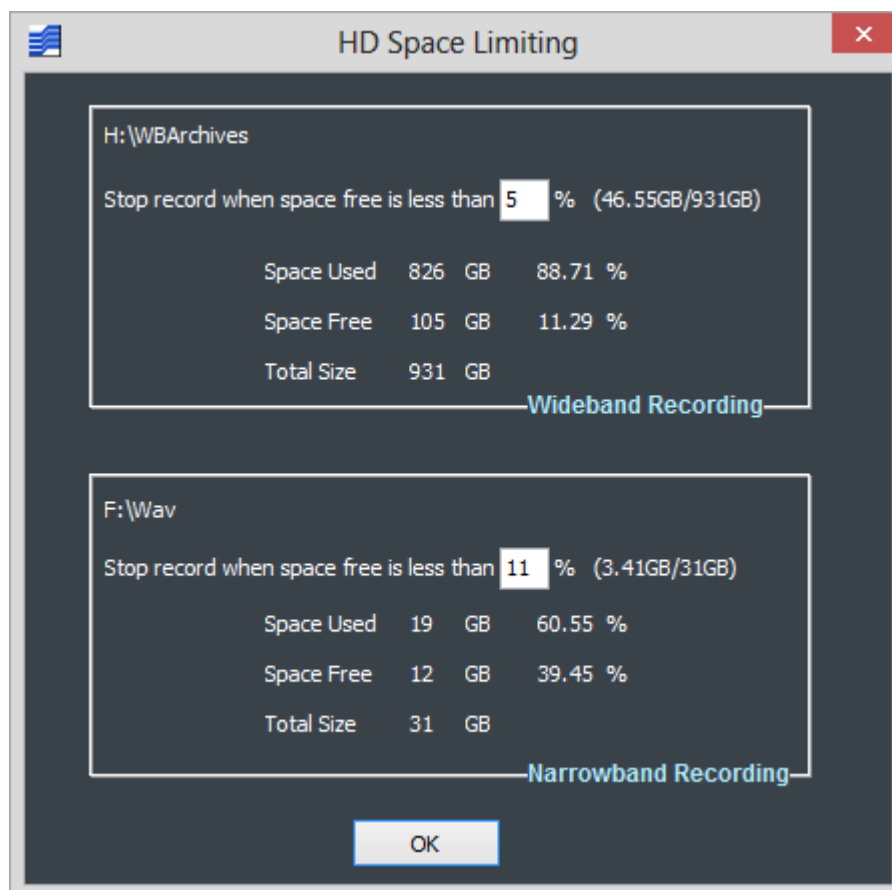 HD Space Limiting
H:\WBArchives
Stop record when space free is less than 5 % (46.55GB/931GB)
Space Used 826 GB 88.71 %
Space Free 105 GB 11.29 %
Total Size 931 GB
Wideband Recording
F:\Wav
Stop record when space free is less than 11 % (3.41GB/31GB)
Space Used 19 GB 60.55 %
Space Free 12 GB 39.45 %
Total Size 31 GB
Narrowband Recording
OK